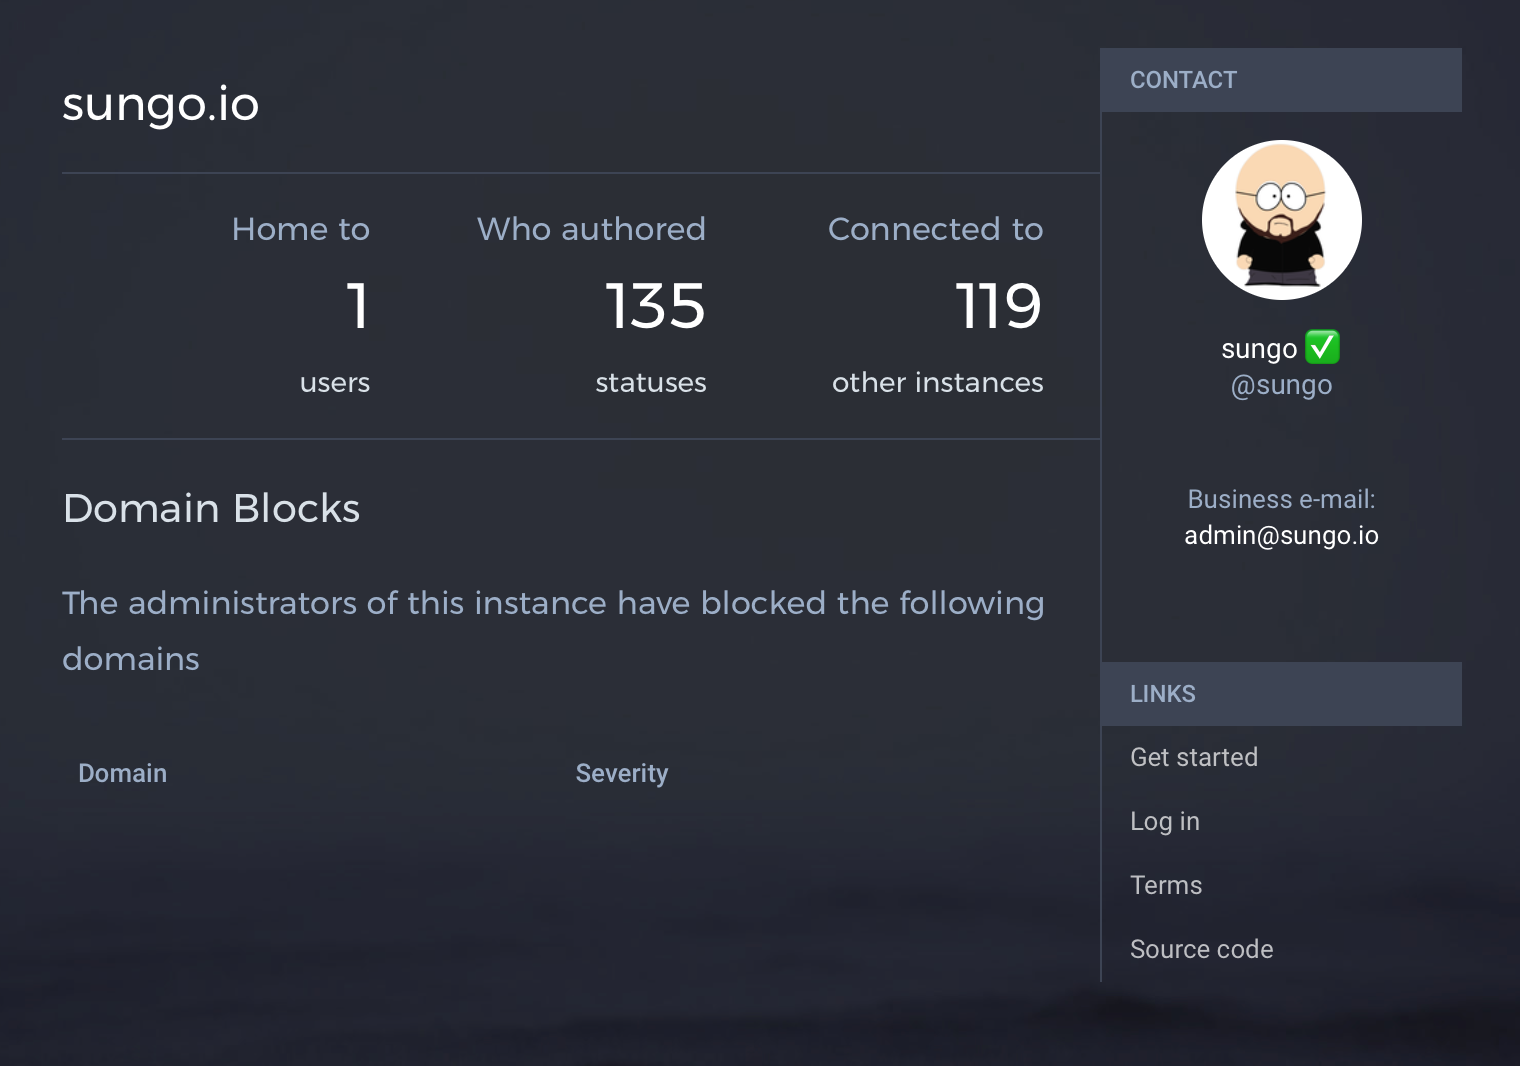 sungo.io
Home to
1
users
Who authored
135
statuses
Connected to
119
other instances
Domain Blocks
The administrators of this instance have blocked the following
domains
Domain
Severity
CONTACT
sungo ✅
@sungo
Business e-mail:
admin@sungo.io
LINKS
Get started
Log in
Terms
Source code